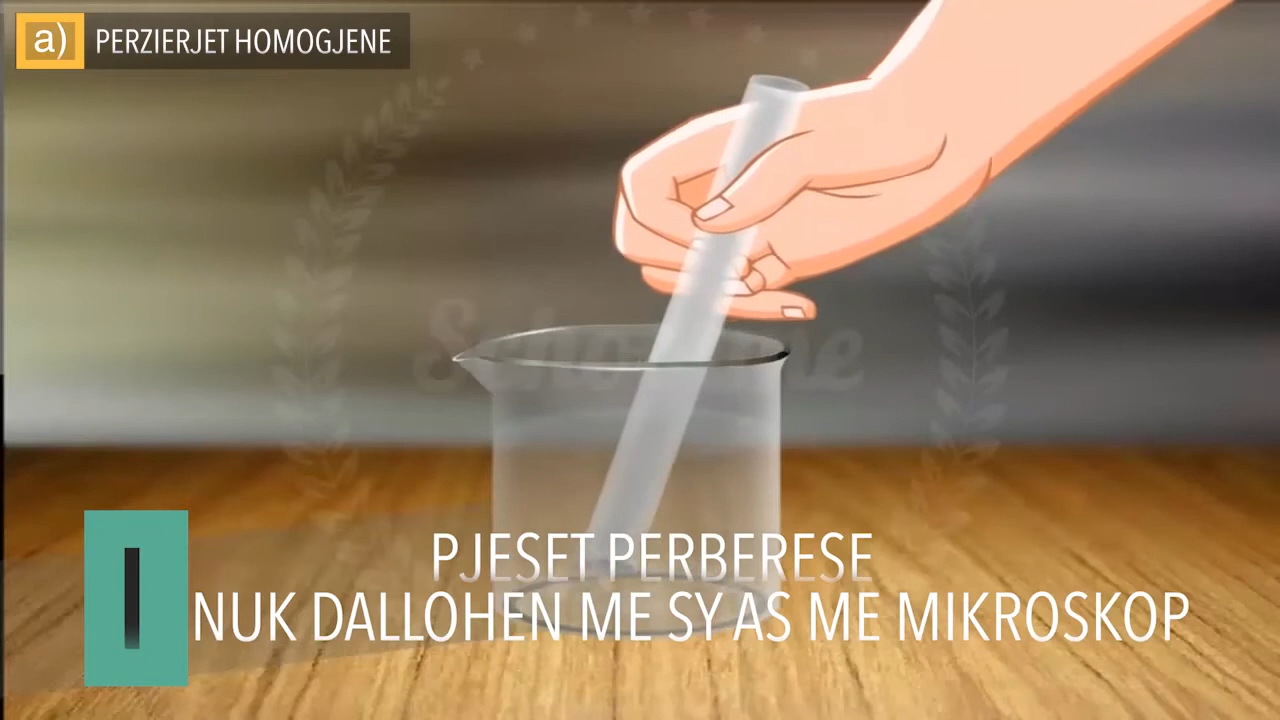 a) PERZIERJET HOMOGJENE
PJESET PERBERESE
I NUK DALLOHEN ME SY AS ME MIKROSKOP